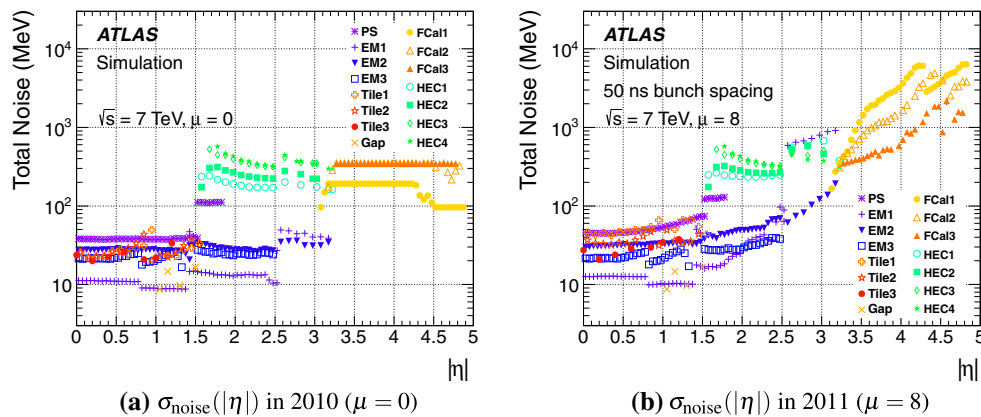 Total Noise (MeV)
10⁴
10³
10²
10
ATLAS
Simulation
√s = 7 TeV, μ = 0
PS
EM1
EM2
EM3
Tile1
Tile2
Tile3
Gap
FCal1
FCal2
FCal3
HEC1
HEC2
HEC3
HEC4
0 0.5 1 1.5 2 2.5 3 3.5 4 4.5 5
|η|
(a) σnoise(|η|) in 2010 (μ = 0)
Total Noise (MeV)
10⁴
10³
10²
10
ATLAS
Simulation
50 ns bunch spacing
√s = 7 TeV, μ = 8
PS
EM1
EM2
EM3
Tile1
Tile2
Tile3
Gap
FCal1
FCal2
FCal3
HEC1
HEC2
HEC3
HEC4
0 0.5 1 1.5 2 2.5 3 3.5 4 4.5 5
|η|
(b) σnoise(|η|) in 2011 (μ = 8)